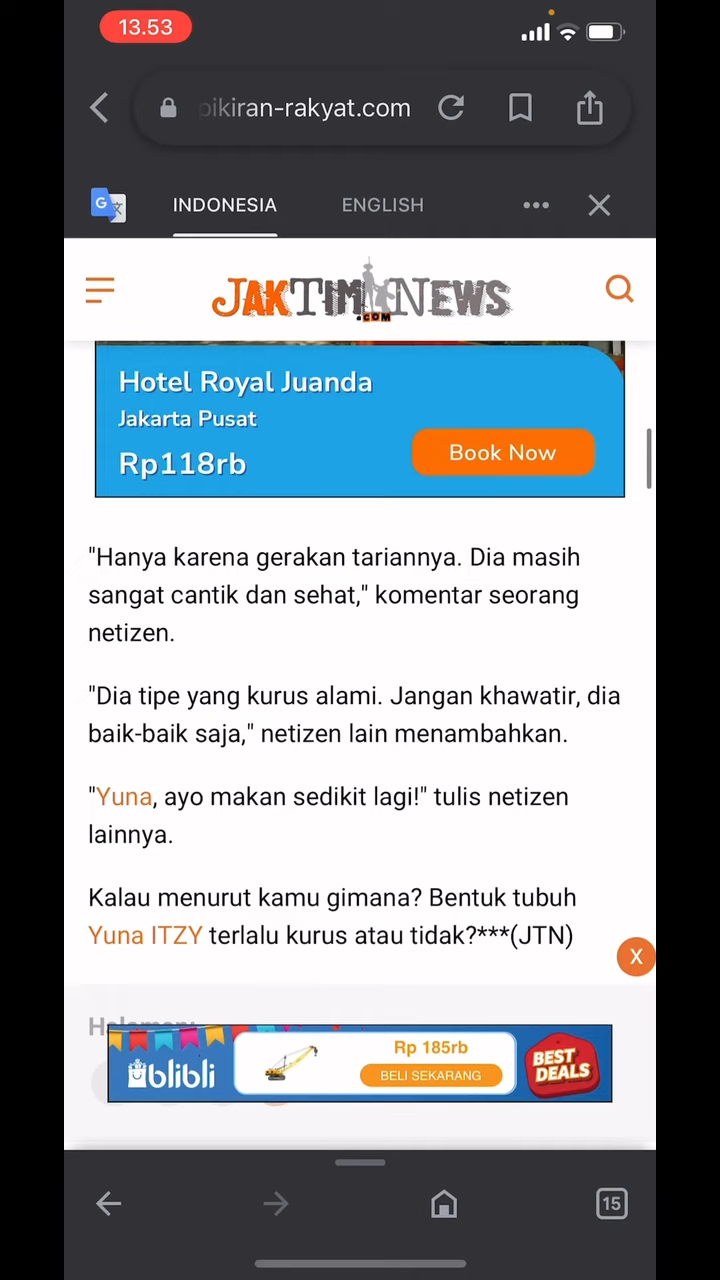 13.53
pikiran-rakyat.com
INDONESIA
ENGLISH
JAKTIMNEWS
.COM
Hotel Royal Juanda
Jakarta Pusat
Rp118rb
Book Now
"Hanya karena gerakan tariannya. Dia masih
sangat cantik dan sehat," komentar seorang
netizen.
"Dia tipe yang kurus alami. Jangan khawatir, dia
baik-baik saja," netizen lain menambahkan.
"Yuna, ayo makan sedikit lagi!" tulis netizen
lainnya.
Kalau menurut kamu gimana? Bentuk tubuh
Yuna ITZY terlalu kurus atau tidak?***(JTN)
X
Halaman:
blibli
Rp 185rb
BELI SEKARANG
BEST
DEALS
15